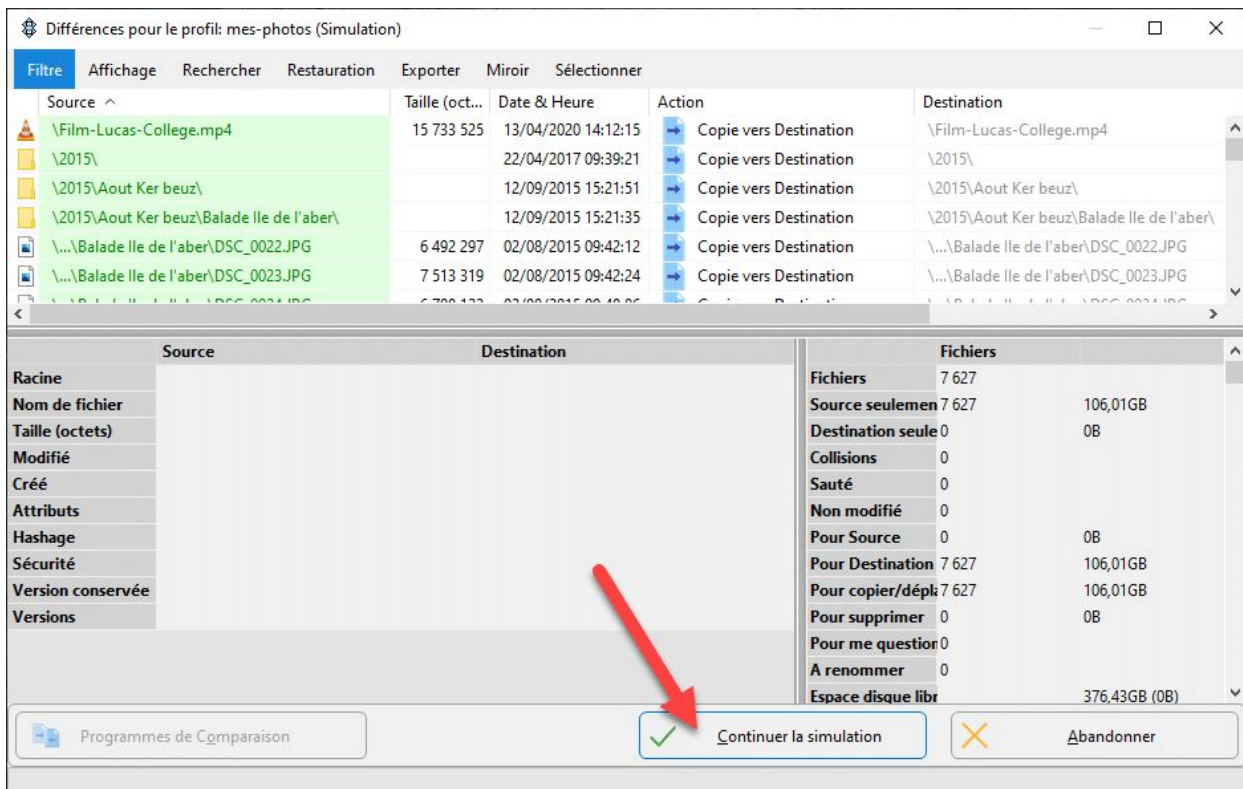 Différences pour le profil: mes-photos (Simulation)
Filtre Affichage Rechercher Restauration Exporter Miroir Sélectionner
Source Taille (oct... Date & Heure Action Destination
\Film-Lucas-College.mp4 15 733 525 13/04/2020 14:12:15 Copie vers Destination \Film-Lucas-College.mp4
\2015\ 22/04/2017 09:39:21 Copie vers Destination \2015\
\2015\Aout Ker beuz\ 12/09/2015 15:21:51 Copie vers Destination \2015\Aout Ker beuz\
\2015\Aout Ker beuz\Balade Ile de l'aber\ 12/09/2015 15:21:35 Copie vers Destination \2015\Aout Ker beuz\Balade Ile de l'aber\
\...\Balade Ile de l'aber\DSC_0022.JPG 6 492 297 02/08/2015 09:42:12 Copie vers Destination \...\Balade Ile de l'aber\DSC_0022.JPG
\...\Balade Ile de l'aber\DSC_0023.JPG 7 513 319 02/08/2015 09:42:24 Copie vers Destination \...\Balade Ile de l'aber\DSC_0023.JPG
Source Destination Fichiers
Racine Fichiers 7 627
Nom de fichier Source seulemen 7 627 106,01GB
Taille (octets) Destination seule 0 0B
Modifié Collisions 0
Créé Sauté 0
Attributs Non modifié 0
Hashage Pour Source 0 0B
Sécurité Pour Destination 7 627 106,01GB
Version conservée Pour copier/dépla 7 627 106,01GB
Versions Pour supprimer 0 0B
Pour me question 0
A renommer 0
Espace disque libr 376,43GB (0B)
Programmes de Comparaison Continuer la simulation Abandonner